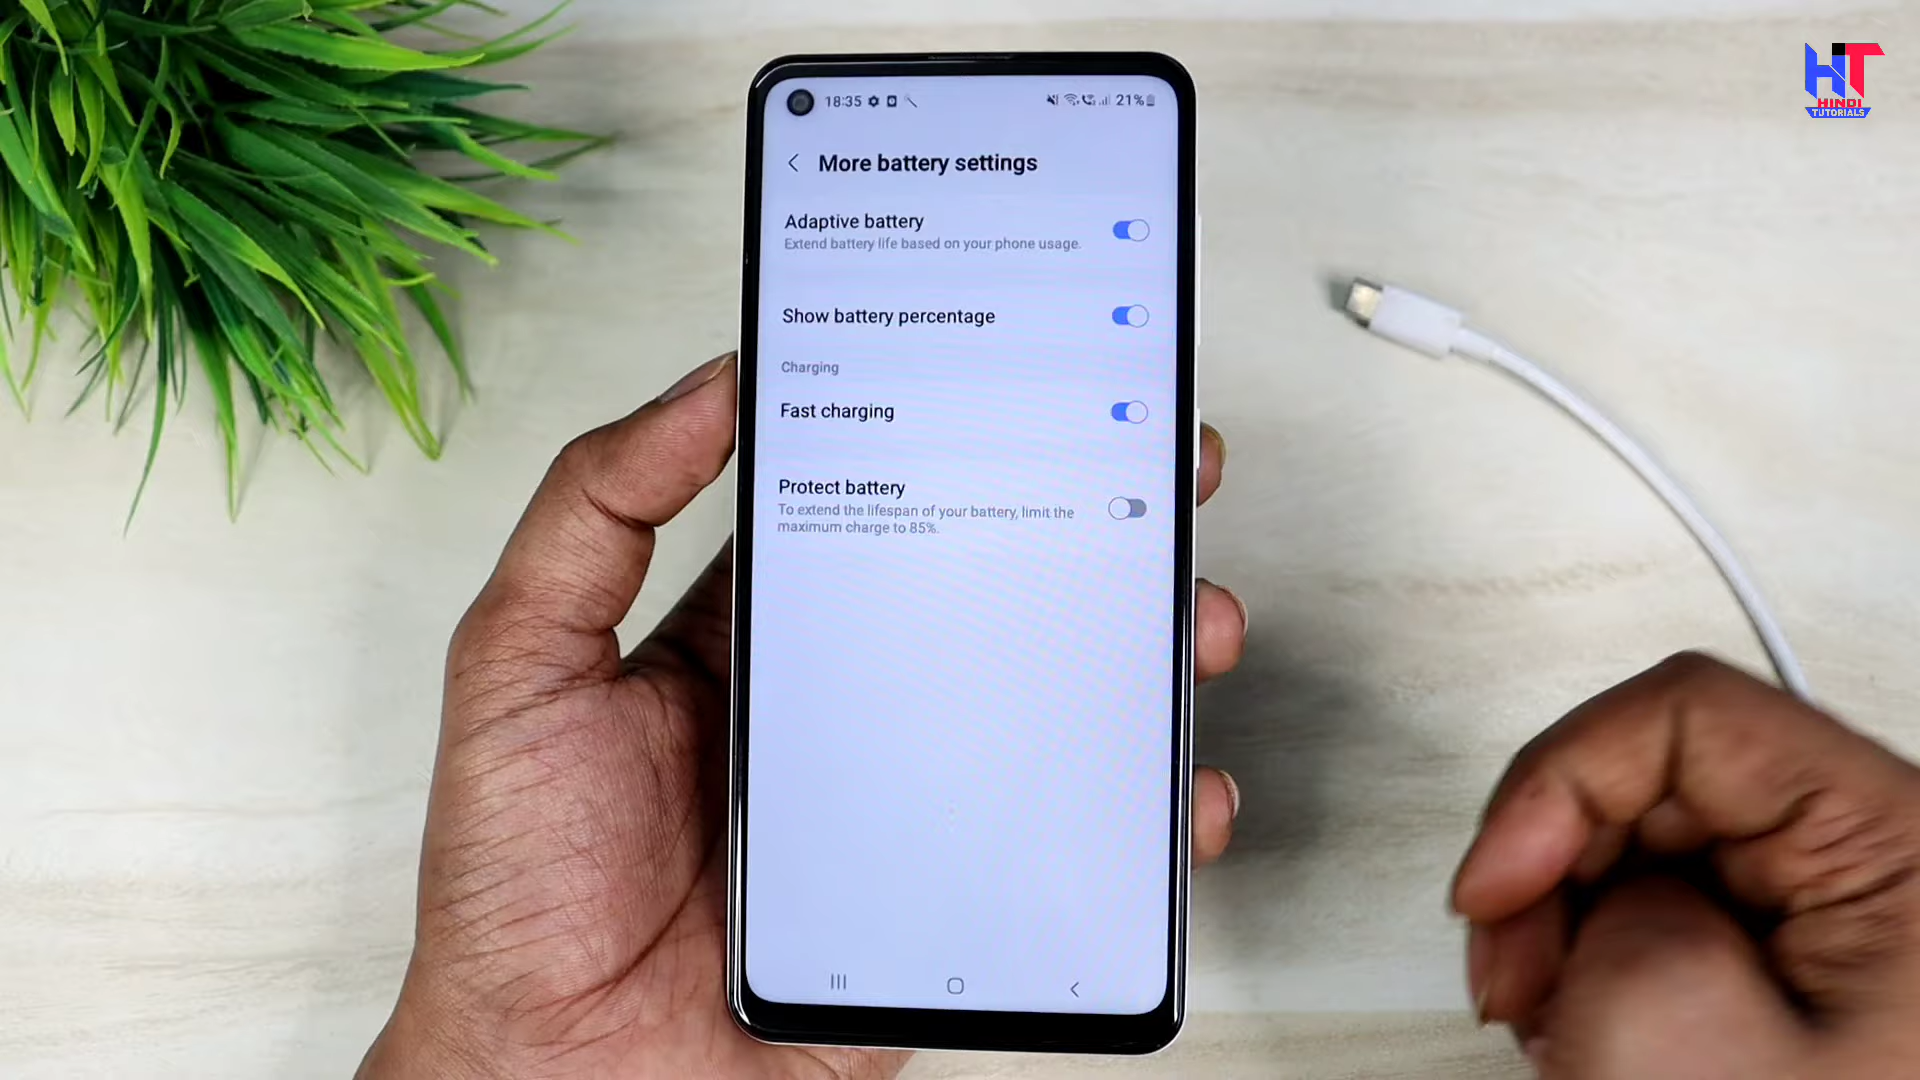 HT
HINDI
TUTORIALS
18:35
21%
More battery settings
Adaptive battery
Extend battery life based on your phone usage.
Show battery percentage
Charging
Fast charging
Protect battery
To extend the lifespan of your battery, limit the
maximum charge to 85%.